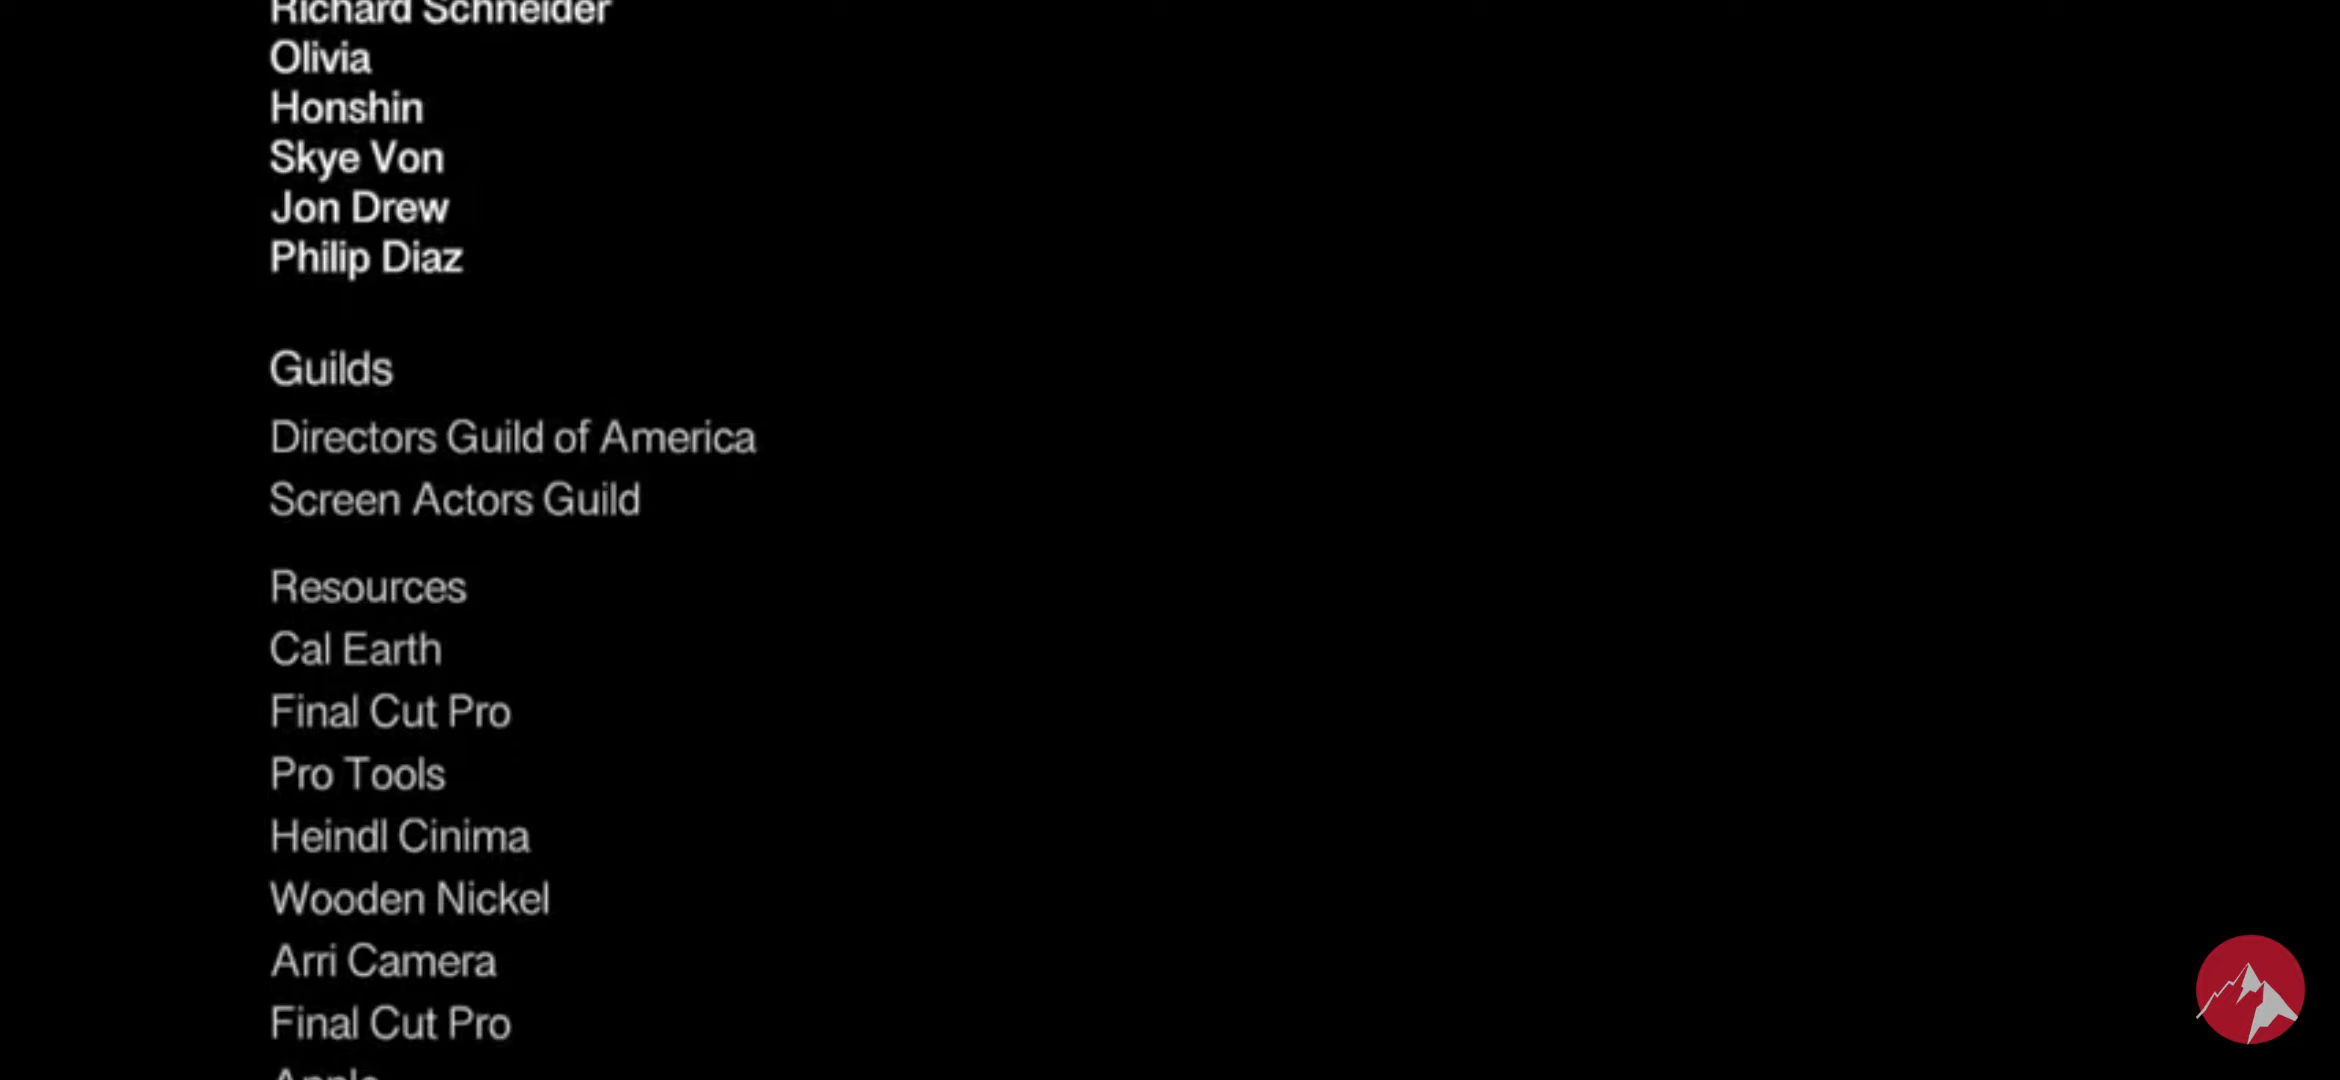 Richard Schneider
Olivia
Honshin
Skye Von
Jon Drew
Philip Diaz
Guilds
Directors Guild of America
Screen Actors Guild
Resources
Cal Earth
Final Cut Pro
Pro Tools
Heindl Cinima
Wooden Nickel
Arri Camera
Final Cut Pro
Apple